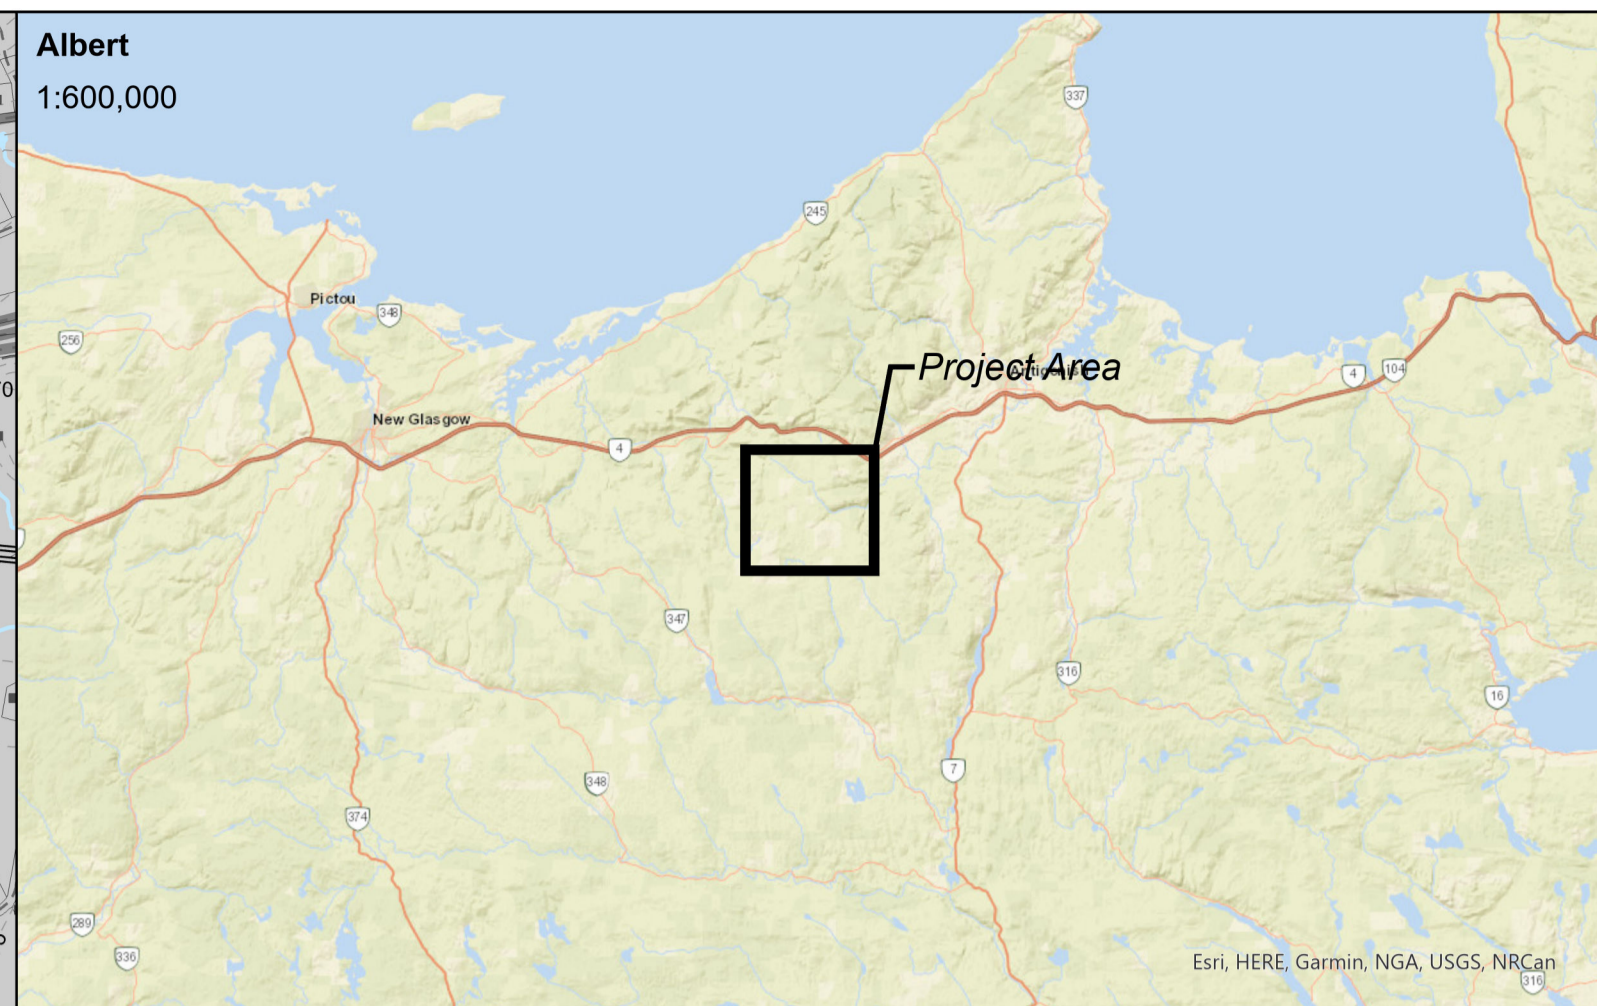 Albert
1:600,000
337
245
Pictou
348
256
Project Area
Antigonish
4
104
New Glasgow
4
347
316
16
7
348
374
289
336
Esri, HERE, Garmin, NGA, USGS, NRCan
316